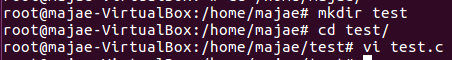 root@majae-VirtualBox:/home/majae# mkdir test
root@majae-VirtualBox:/home/majae# cd test/
root@majae-VirtualBox:/home/majae/test# vi test.c